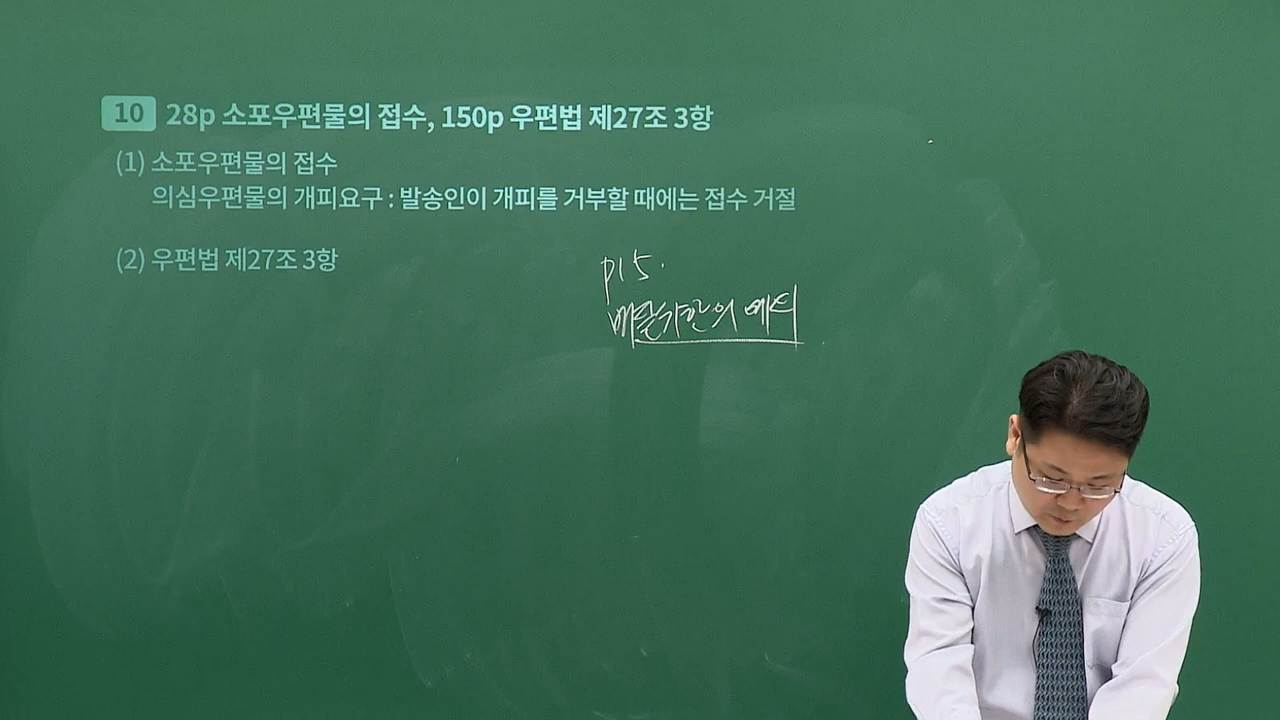 10 28p 소포우편물의 접수, 150p 우편법 제27조 3항
(1) 소포우편물의 접수
의심우편물의 개피요구 : 발송인이 개피를 거부할 때에는 접수 거절
(2) 우편법 제27조 3항
p15.
배달기한의 예외